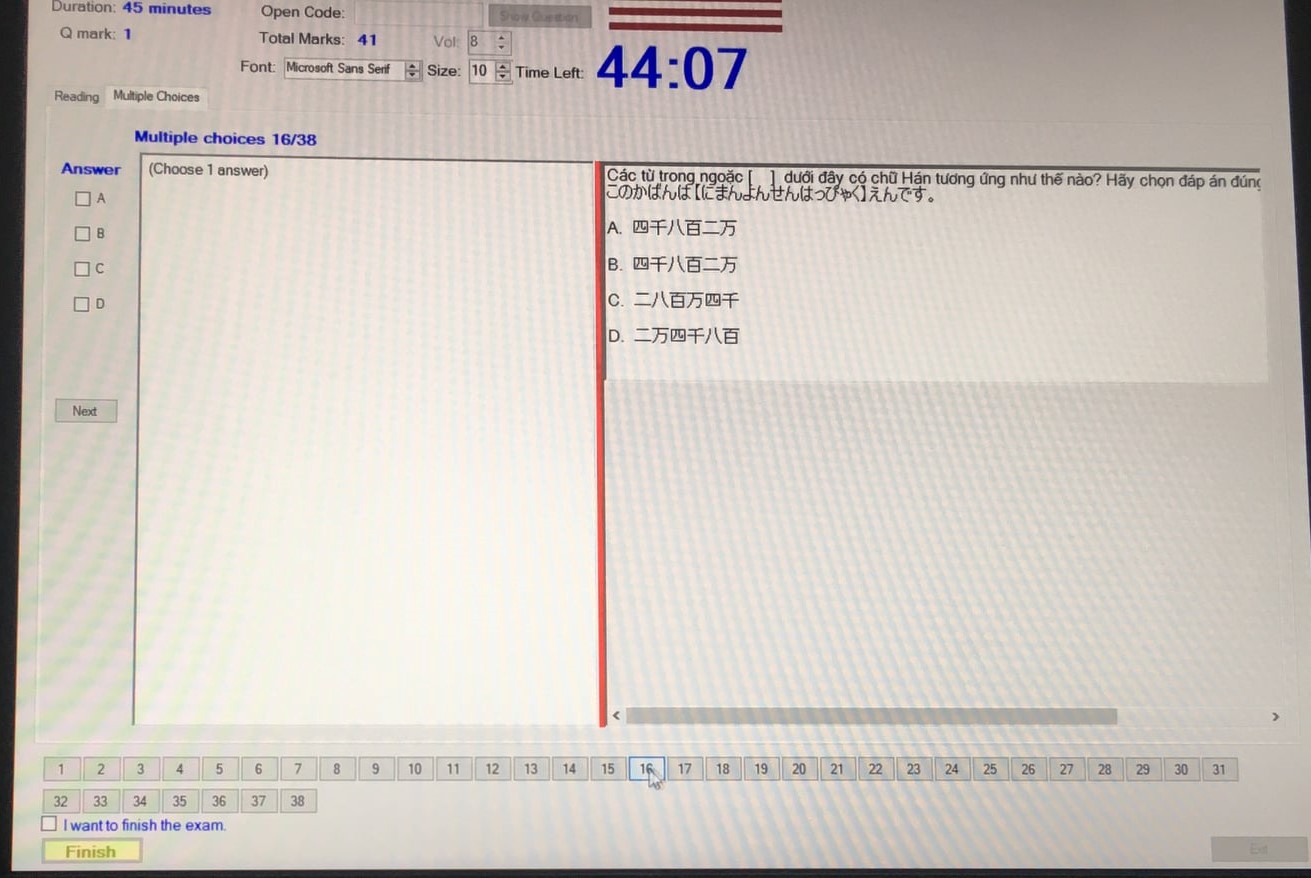 Duration: 45 minutes
Open Code:
Show Question
Q mark: 1
Total Marks: 41
Vol: 8
Font: Microsoft Sans Serif
Size: 10
Time Left: 44:07
Reading
Multiple Choices
Multiple choices 16/38
Answer
(Choose 1 answer)
A
B
C
D
Next
Các từ trong ngoặc [ ] dưới đây có chữ Hán tương ứng như thế nào? Hãy chọn đáp án đúng
このかばんは【にまんよんせんはっぴゃく】えんです。
A. 四千八百二万
B. 四千八百二万
C. 二八百万四千
D. 二万四千八百
1 2 3 4 5 6 7 8 9 10 11 12 13 14 15 16 17 18 19 20 21 22 23 24 25 26 27 28 29 30 31
32 33 34 35 36 37 38
I want to finish the exam.
Finish
Exit